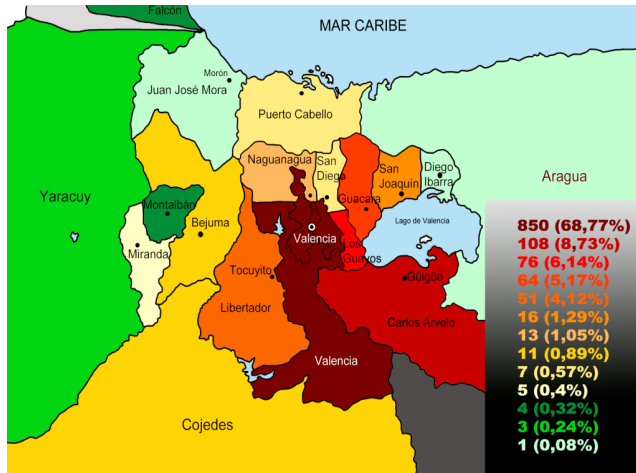 Falcón
MAR CARIBE
Morón
Juan José Mora
Puerto Cabello
Naguanagua
San
Diego
San
Joaquín
Diego
Ibarra
Aragua
Yaracuy
Montalbán
Guacara
Bejuma
Valencia
Lago de Valencia
Los
Guayos
Miranda
Tocuyito
Güigüe
Libertador
Carlos Arvelo
Valencia
Cojedes
850 (68,77%)
108 (8,73%)
76 (6,14%)
64 (5,17%)
51 (4,12%)
16 (1,29%)
13 (1,05%)
11 (0,89%)
7 (0,57%)
5 (0,4%)
4 (0,32%)
3 (0,24%)
1 (0,08%)